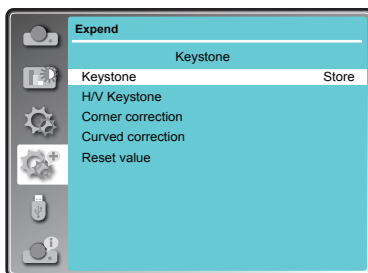 Expend
Keystone
Keystone Store
H/V Keystone
Corner correction
Curved correction
Reset value